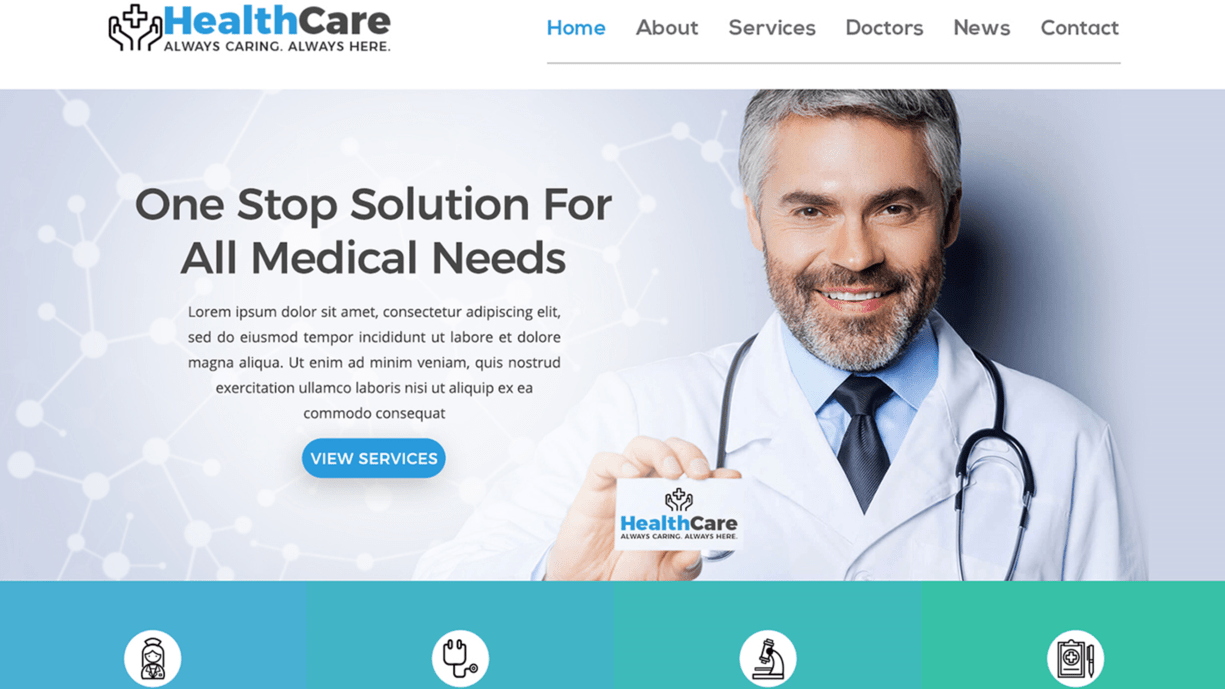 HealthCare
ALWAYS CARING. ALWAYS HERE.
Home About Services Doctors News Contact
One Stop Solution For
All Medical Needs
Lorem ipsum dolor sit amet, consectetur adipiscing elit,
sed do eiusmod tempor incididunt ut labore et dolore
magna aliqua. Ut enim ad minim veniam, quis nostrud
exercitation ullamco laboris nisi ut aliquip ex ea
commodo consequat
VIEW SERVICES
HealthCare
ALWAYS CARING. ALWAYS HERE.